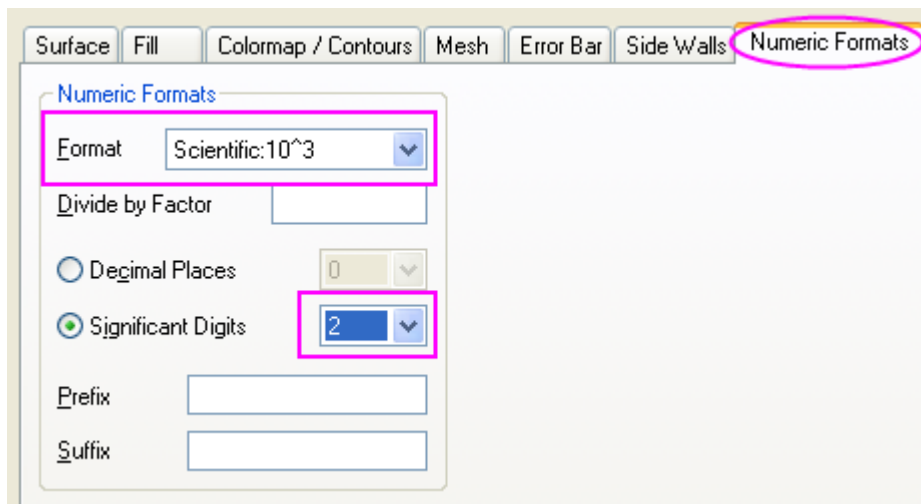 Surface Fill Colormap / Contours Mesh Error Bar Side Walls Numeric Formats
Numeric Formats
Format Scientific:10^3
Divide by Factor
Decimal Places 0
Significant Digits 2
Prefix
Suffix